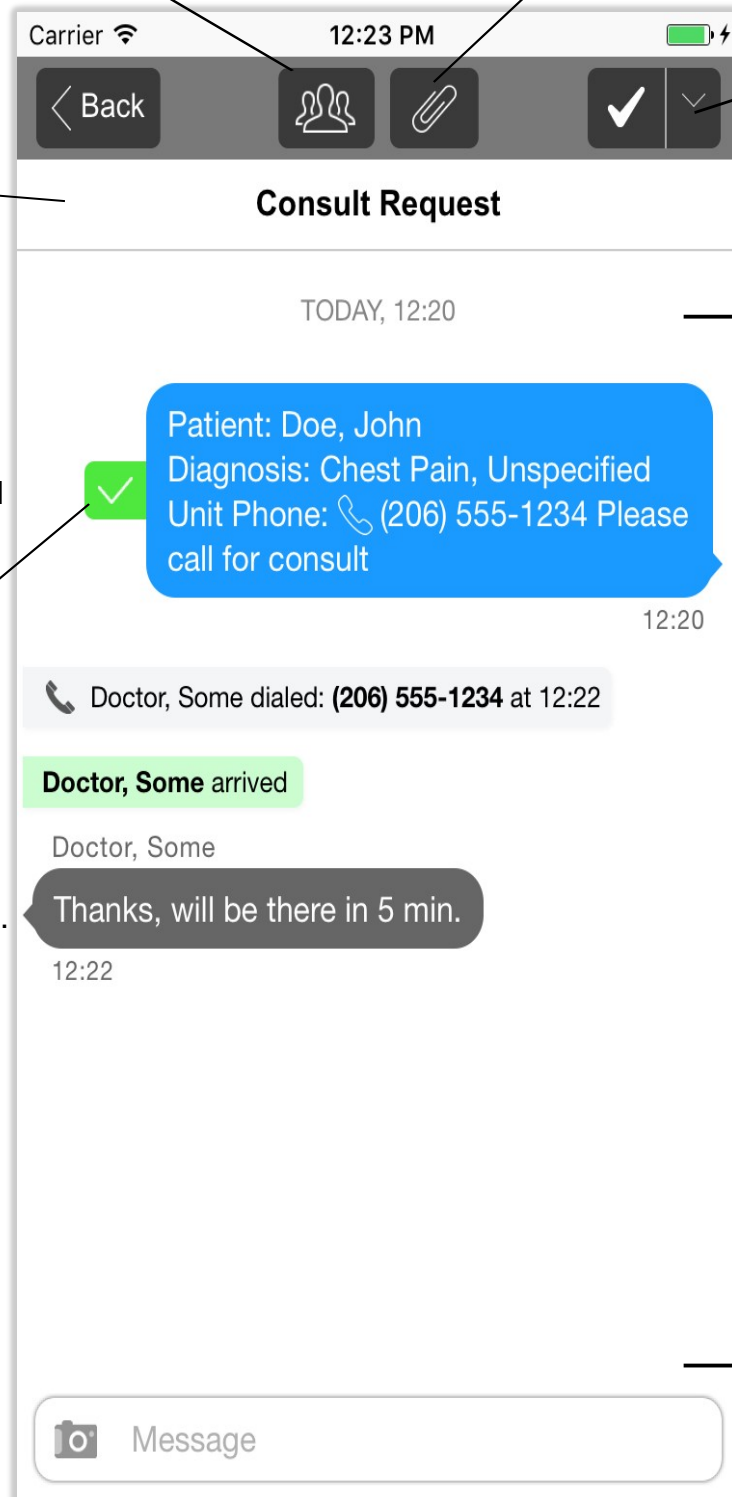 Carrier
12:23 PM
Back
Consult Request
TODAY, 12:20
Patient: Doe, John
Diagnosis: Chest Pain, Unspecified
Unit Phone: (206) 555-1234 Please
call for consult
12:20
Doctor, Some dialed: (206) 555-1234 at 12:22
Doctor, Some arrived
Doctor, Some
Thanks, will be there in 5 min.
12:22
Message